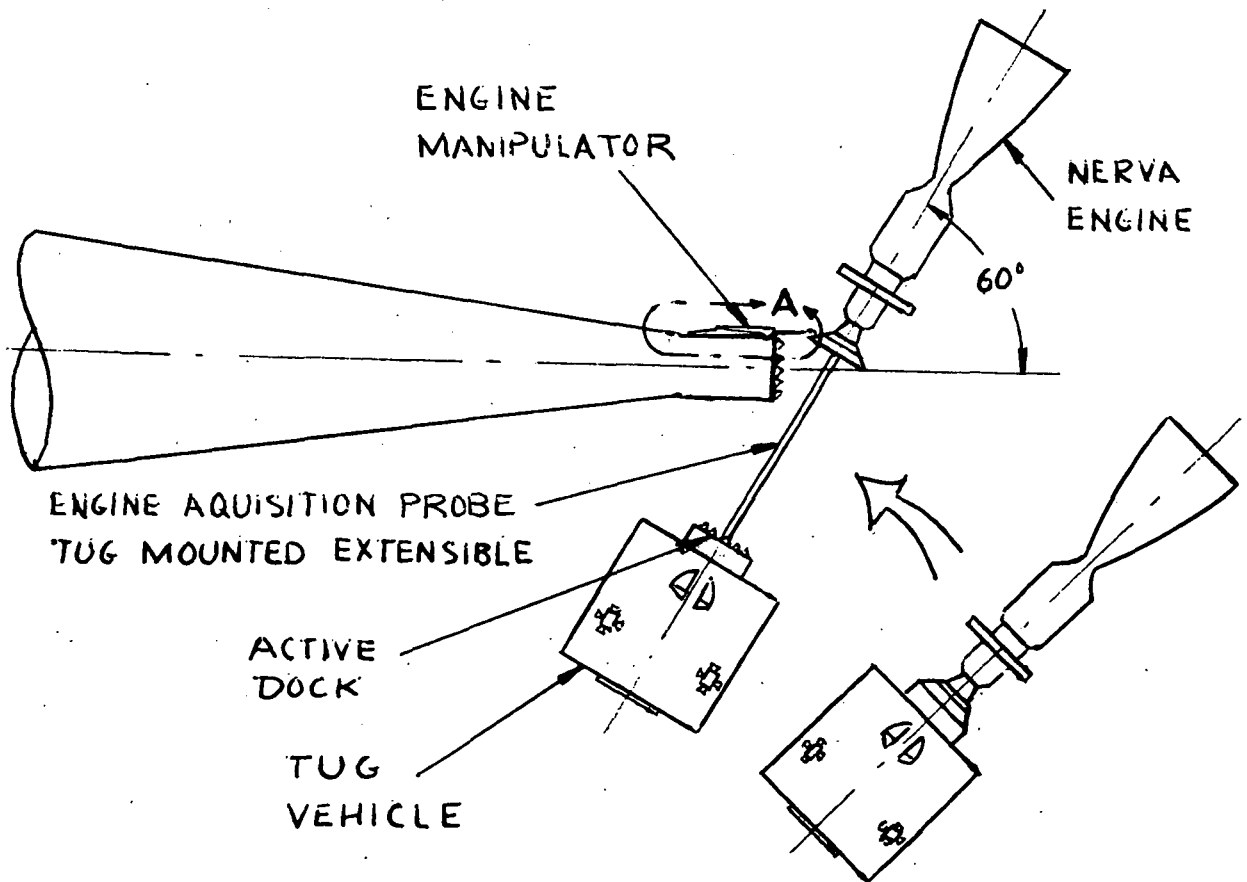 ENGINE
MANIPULATOR
NERVA
ENGINE
60°
A
ENGINE AQUISITION PROBE
TUG MOUNTED EXTENSIBLE
ACTIVE
DOCK
TUG
VEHICLE